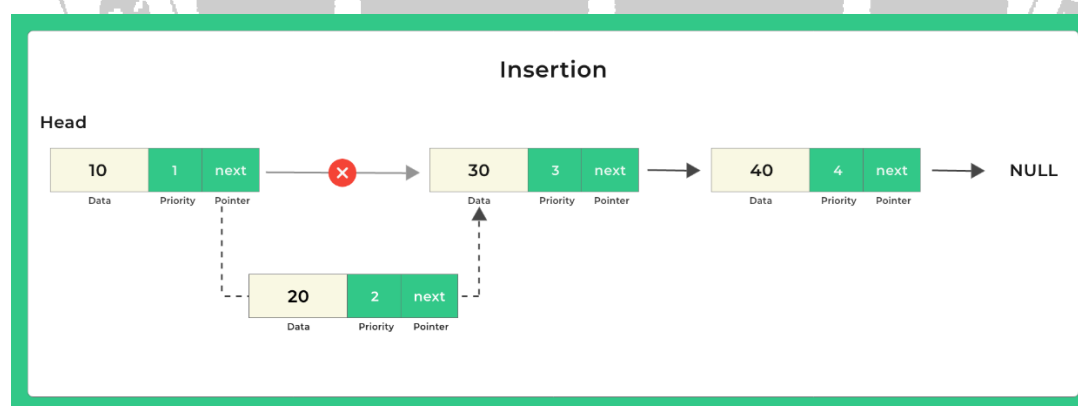 Insertion
Head
10 1 next 30 3 next 40 4 next NULL
Data Priority Pointer Data Priority Pointer Data Priority Pointer
20 2 next
Data Priority Pointer